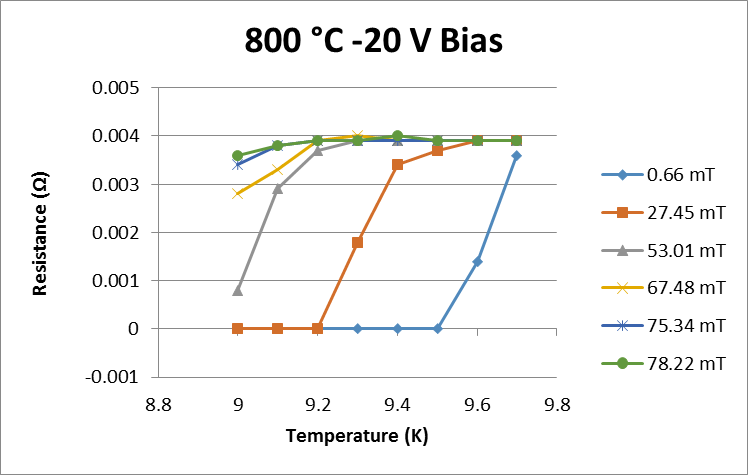 800 °C -20 V Bias
0.005
0.004
0.003
0.002
0.001
0
-0.001
8.8 9 9.2 9.4 9.6 9.8
Resistance (Ω)
Temperature (K)
0.66 mT
27.45 mT
53.01 mT
67.48 mT
75.34 mT
78.22 mT